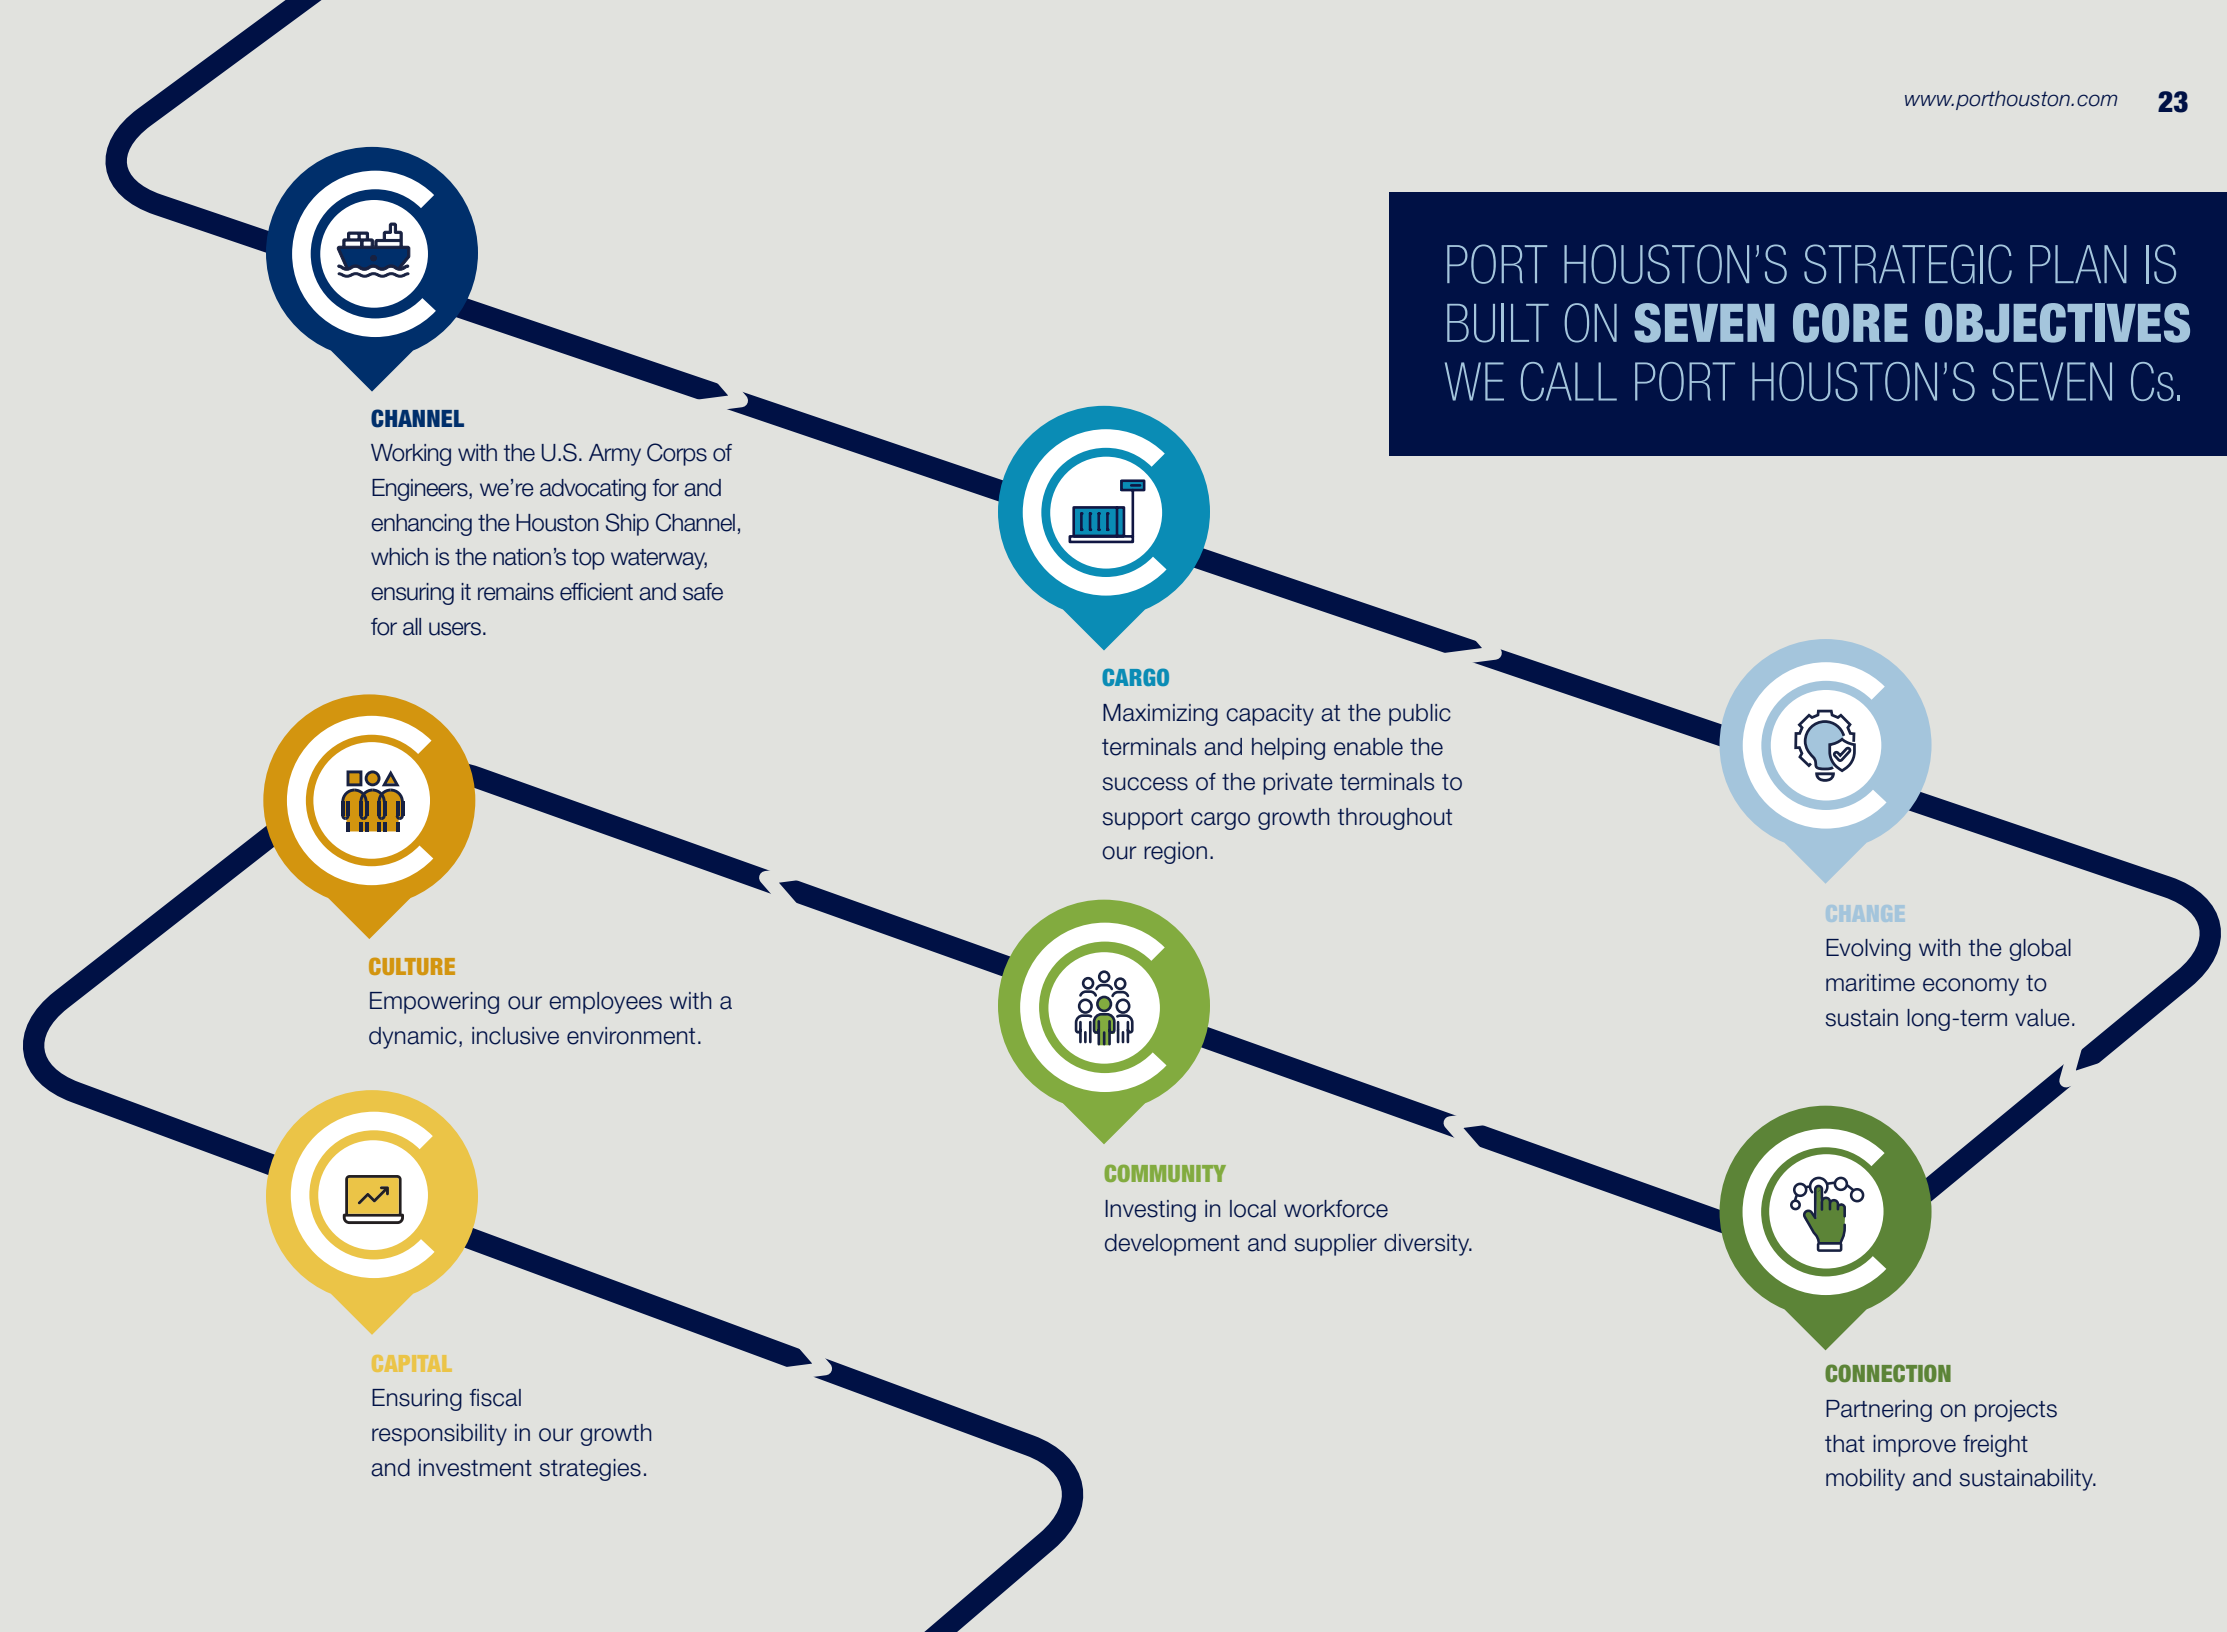 www.porthouston.com 23
PORT HOUSTON'S STRATEGIC PLAN IS
BUILT ON SEVEN CORE OBJECTIVES
WE CALL PORT HOUSTON'S SEVEN Cs.
CHANNEL
Working with the U.S. Army Corps of
Engineers, we're advocating for and
enhancing the Houston Ship Channel,
which is the nation's top waterway,
ensuring it remains efficient and safe
for all users.
CARGO
Maximizing capacity at the public
terminals and helping enable the
success of the private terminals to
support cargo growth throughout
our region.
CHANGE
Evolving with the global
maritime economy to
sustain long-term value.
CONNECTION
Partnering on projects
that improve freight
mobility and sustainability.
COMMUNITY
Investing in local workforce
development and supplier diversity.
CULTURE
Empowering our employees with a
dynamic, inclusive environment.
CAPITAL
Ensuring fiscal
responsibility in our growth
and investment strategies.